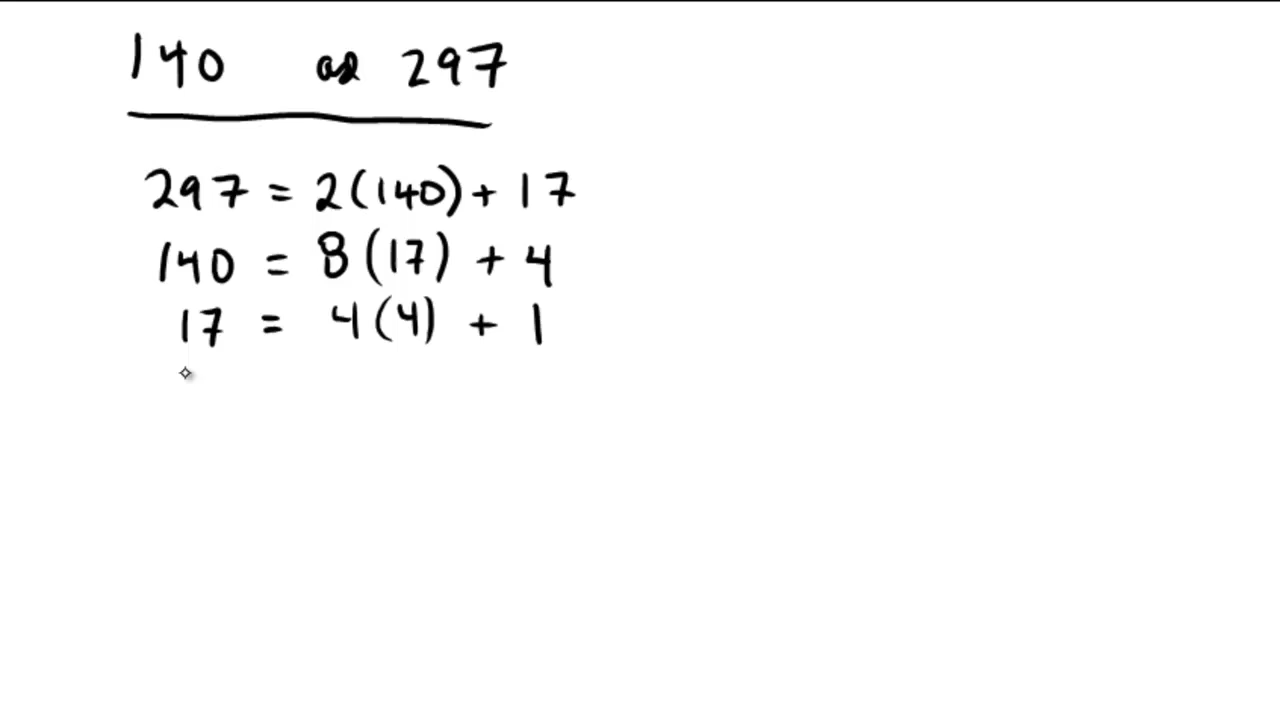 140 297
297 = 2(140) + 17
140 = 8(17) + 4
17 = 4(4) + 1